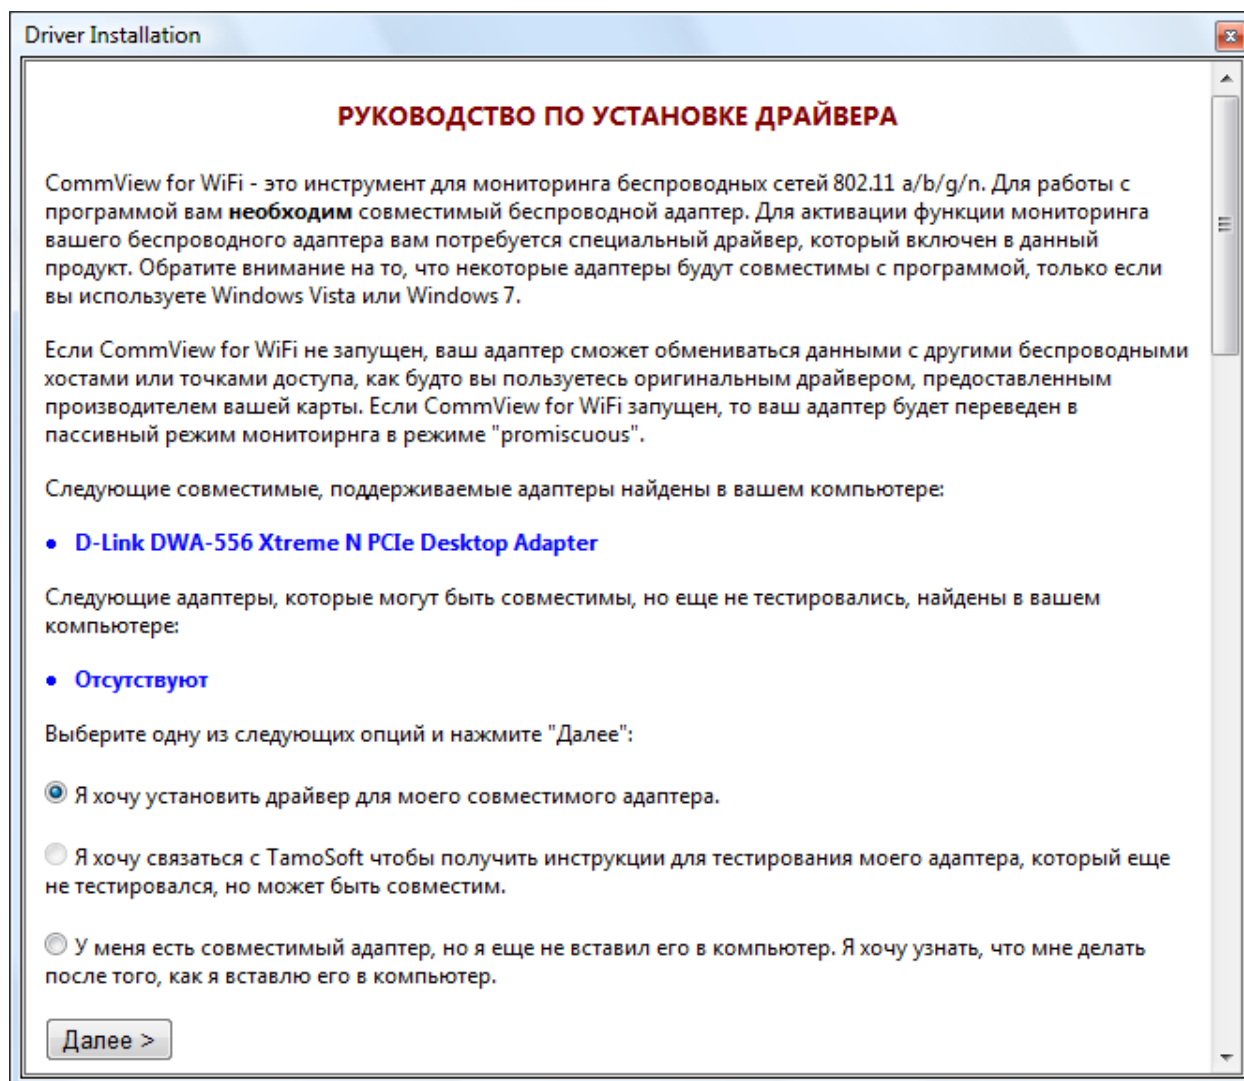 Driver Installation
РУКОВОДСТВО ПО УСТАНОВКЕ ДРАЙВЕРА
CommView for WiFi - это инструмент для мониторинга беспроводных сетей 802.11 a/b/g/n. Для работы с
программой вам необходим совместимый беспроводной адаптер. Для активации функции мониторинга
вашего беспроводного адаптера вам потребуется специальный драйвер, который включен в данный
продукт. Обратите внимание на то, что некоторые адаптеры будут совместимы с программой, только если
вы используете Windows Vista или Windows 7.
Если CommView for WiFi не запущен, ваш адаптер сможет обмениваться данными с другими беспроводными
хостами или точками доступа, как будто вы пользуетесь оригинальным драйвером, предоставленным
производителем вашей карты. Если CommView for WiFi запущен, то ваш адаптер будет переведен в
пассивный режим монитоирнга в режиме "promiscuous".
Следующие совместимые, поддерживаемые адаптеры найдены в вашем компьютере:
• D-Link DWA-556 Xtreme N PCIe Desktop Adapter
Следующие адаптеры, которые могут быть совместимы, но еще не тестировались, найдены в вашем
компьютере:
• Отсутствуют
Выберите одну из следующих опций и нажмите "Далее":
Я хочу установить драйвер для моего совместимого адаптера.
Я хочу связаться с TamoSoft чтобы получить инструкции для тестирования моего адаптера, который еще
не тестировался, но может быть совместим.
У меня есть совместимый адаптер, но я еще не вставил его в компьютер. Я хочу узнать, что мне делать
после того, как я вставлю его в компьютер.
Далее >